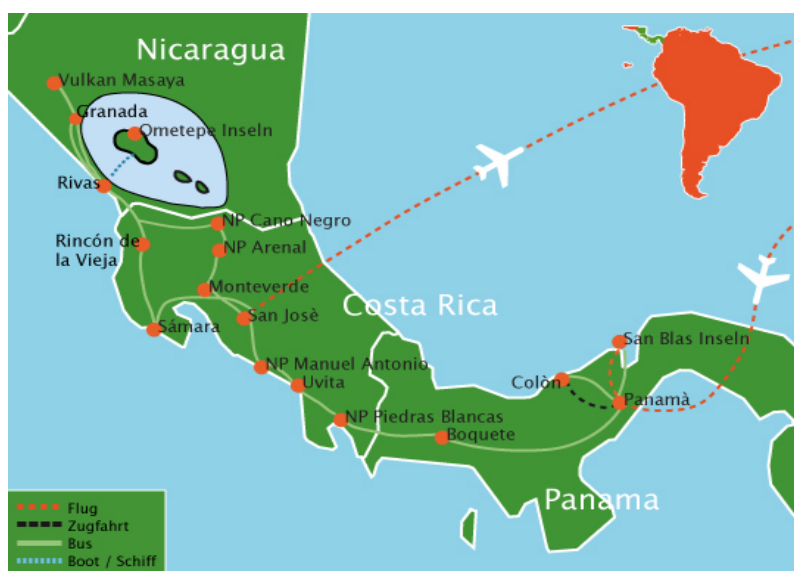 Nicaragua
Vulkan Masaya
Granada
Ometepe Inseln
Rivas
NP Cano Negro
Rincón de
la Vieja
NP Arenal
Monteverde
Costa Rica
San Josè
Sámara
San Blas Inseln
NP Manuel Antonio
Uvita
Colòn
Panamà
NP Piedras Blancas
Boquete
Panama
Flug
Zugfahrt
Bus
Boot / Schiff